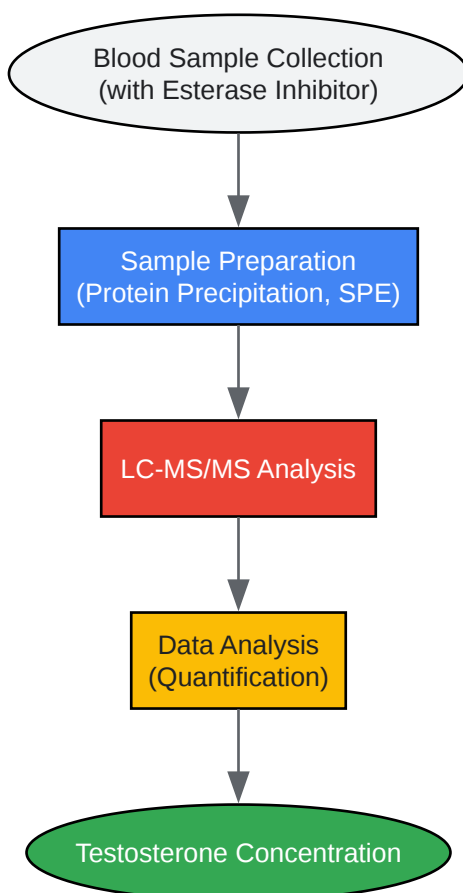 Blood Sample Collection
(with Esterase Inhibitor)
Sample Preparation
(Protein Precipitation, SPE)
LC-MS/MS Analysis
Data Analysis
(Quantification)
Testosterone Concentration